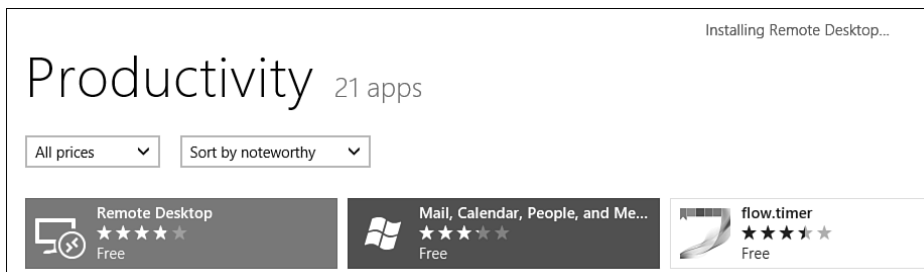 Installing Remote Desktop...
Productivity 21 apps
All prices Sort by noteworthy
Remote Desktop
Free
Mail, Calendar, People, and Me...
Free
flow.timer
Free